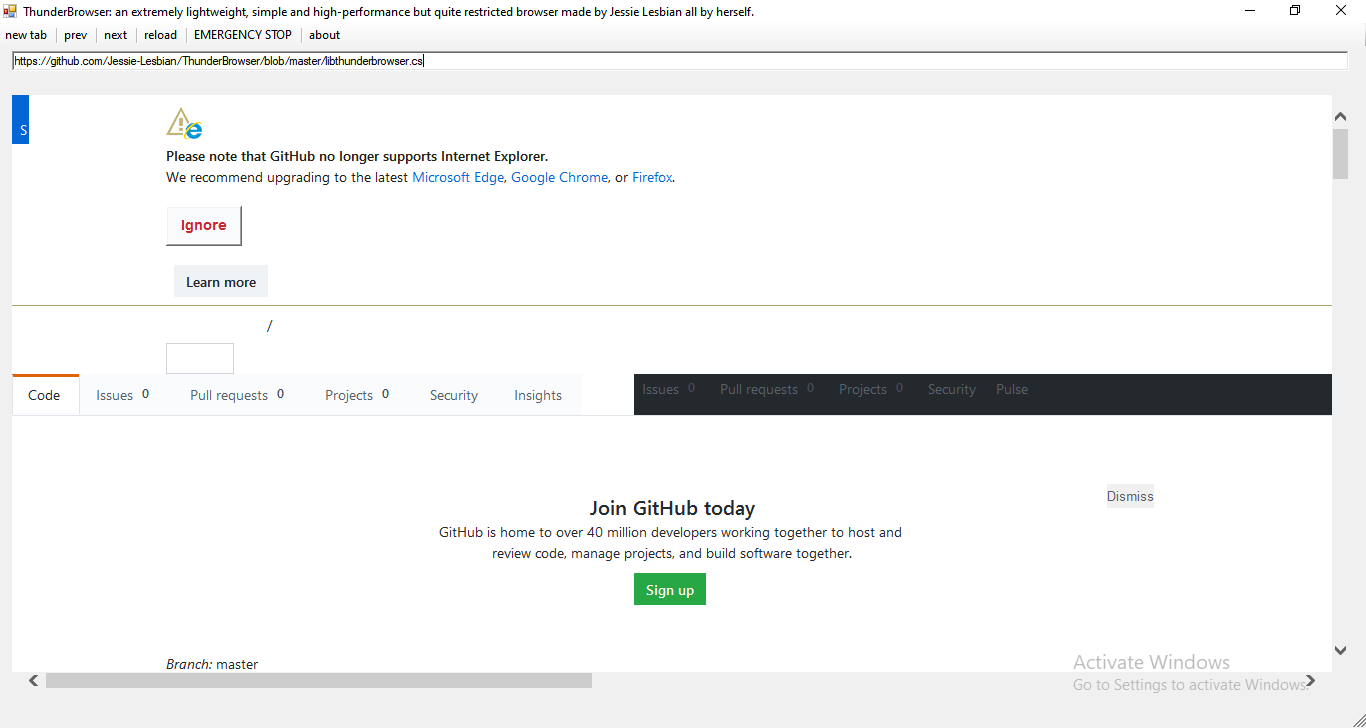 ThunderBrowser: an extremely lightweight, simple and high-performance but quite restricted browser made by Jessie Lesbian all by herself.
new tab prev next reload EMERGENCY STOP about
https://github.com/Jessie-Lesbian/ThunderBrowser/blob/master/libthunderbrowser.cs
S
Please note that GitHub no longer supports Internet Explorer.
We recommend upgrading to the latest Microsoft Edge, Google Chrome, or Firefox.
Ignore
Learn more
/
Code Issues 0 Pull requests 0 Projects 0 Security Insights Issues 0 Pull requests 0 Projects 0 Security Pulse
Dismiss
Join GitHub today
GitHub is home to over 40 million developers working together to host and
review code, manage projects, and build software together.
Sign up
Branch: master
Activate Windows
Go to Settings to activate Windows.